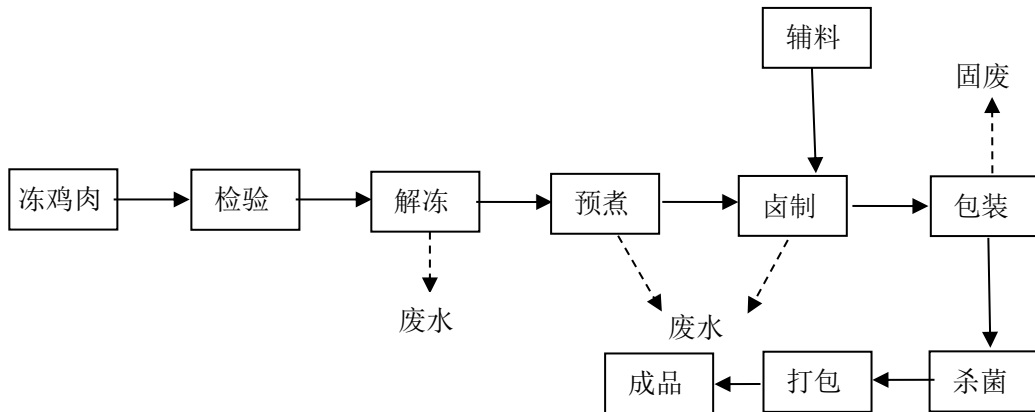 辅料
固废
冻鸡肉
检验
解冻
预煮
卤制
包装
废水
废水
成品
打包
杀菌